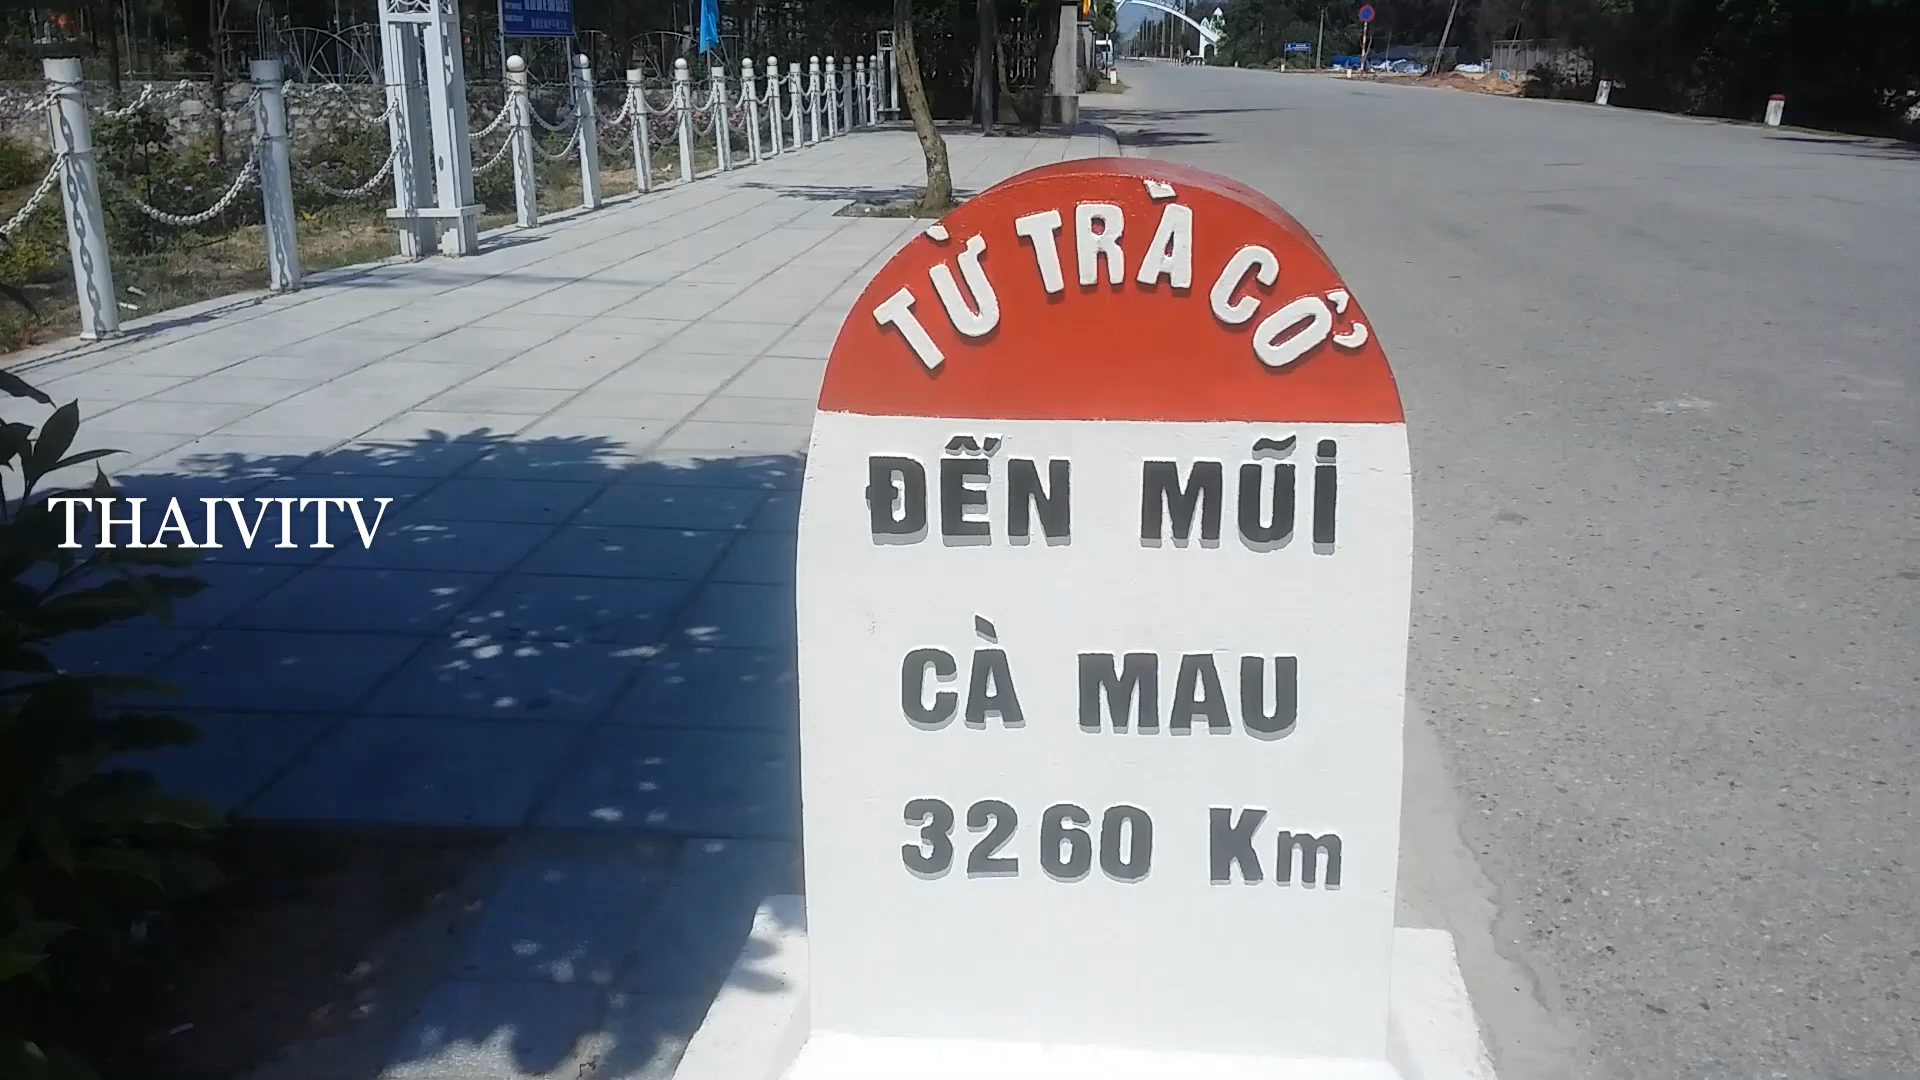 TỪ TRÀ CỔ
ĐẾN MŨI
CÀ MAU
3260 Km
THAIVITV